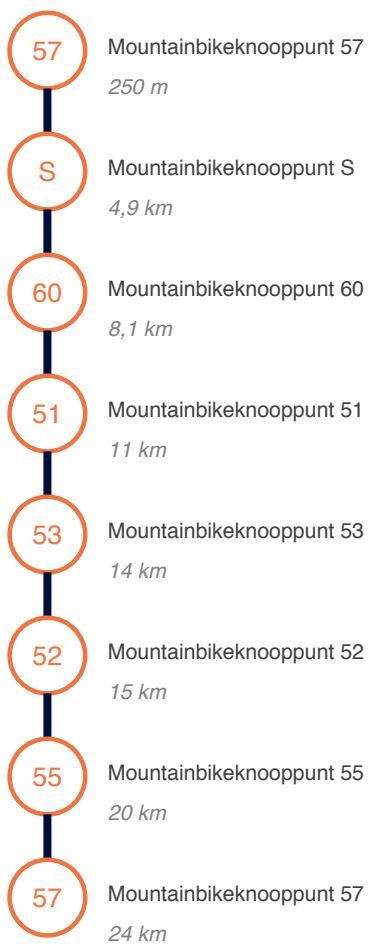 57
Mountainbikeknooppunt 57
250 m
S
Mountainbikeknooppunt S
4,9 km
60
Mountainbikeknooppunt 60
8,1 km
51
Mountainbikeknooppunt 51
11 km
53
Mountainbikeknooppunt 53
14 km
52
Mountainbikeknooppunt 52
15 km
55
Mountainbikeknooppunt 55
20 km
57
Mountainbikeknooppunt 57
24 km